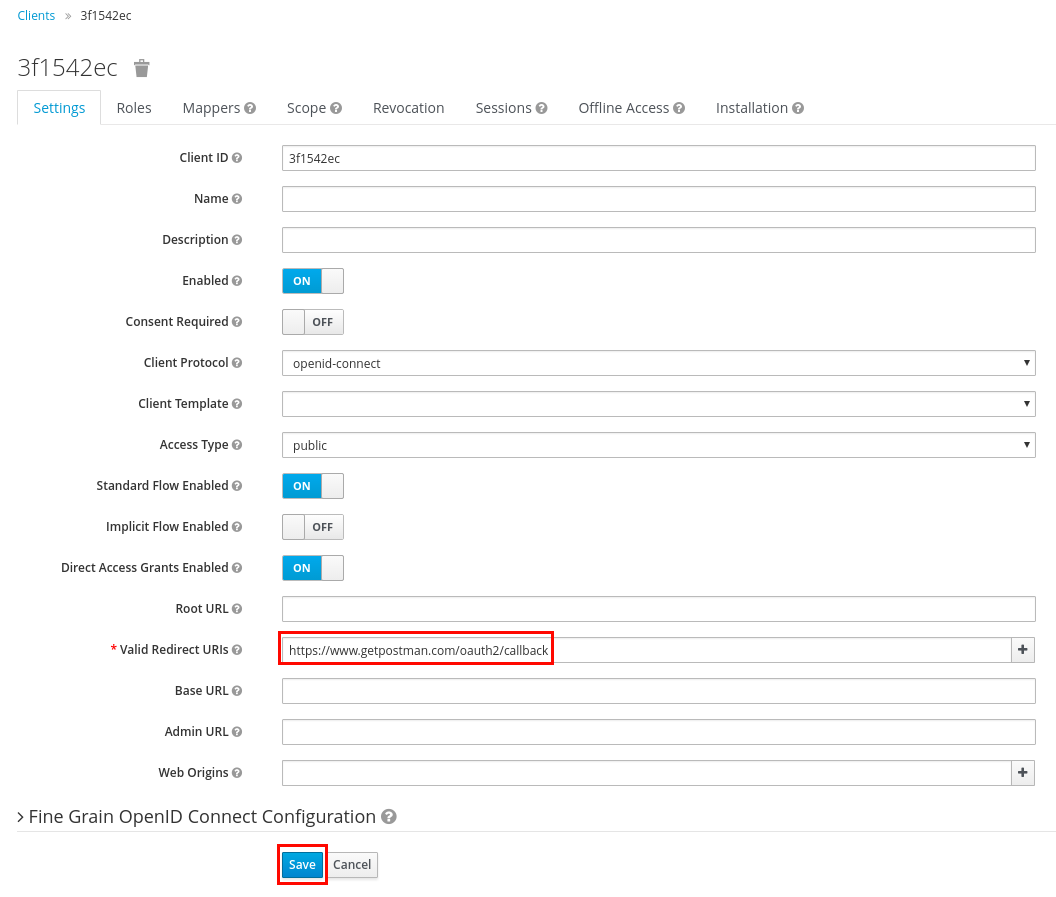 Clients » 3f1542ec
3f1542ec
Settings Roles Mappers ? Scope ? Revocation Sessions ? Offline Access ? Installation ?
Client ID ? 3f1542ec
Name ?
Description ?
Enabled ? ON
Consent Required ? OFF
Client Protocol ? openid-connect
Client Template ?
Access Type ? public
Standard Flow Enabled ? ON
Implicit Flow Enabled ? OFF
Direct Access Grants Enabled ? ON
Root URL ?
* Valid Redirect URIs ? https://www.getpostman.com/oauth2/callback +
Base URL ?
Admin URL ?
Web Origins ? +
> Fine Grain OpenID Connect Configuration ?
Save Cancel